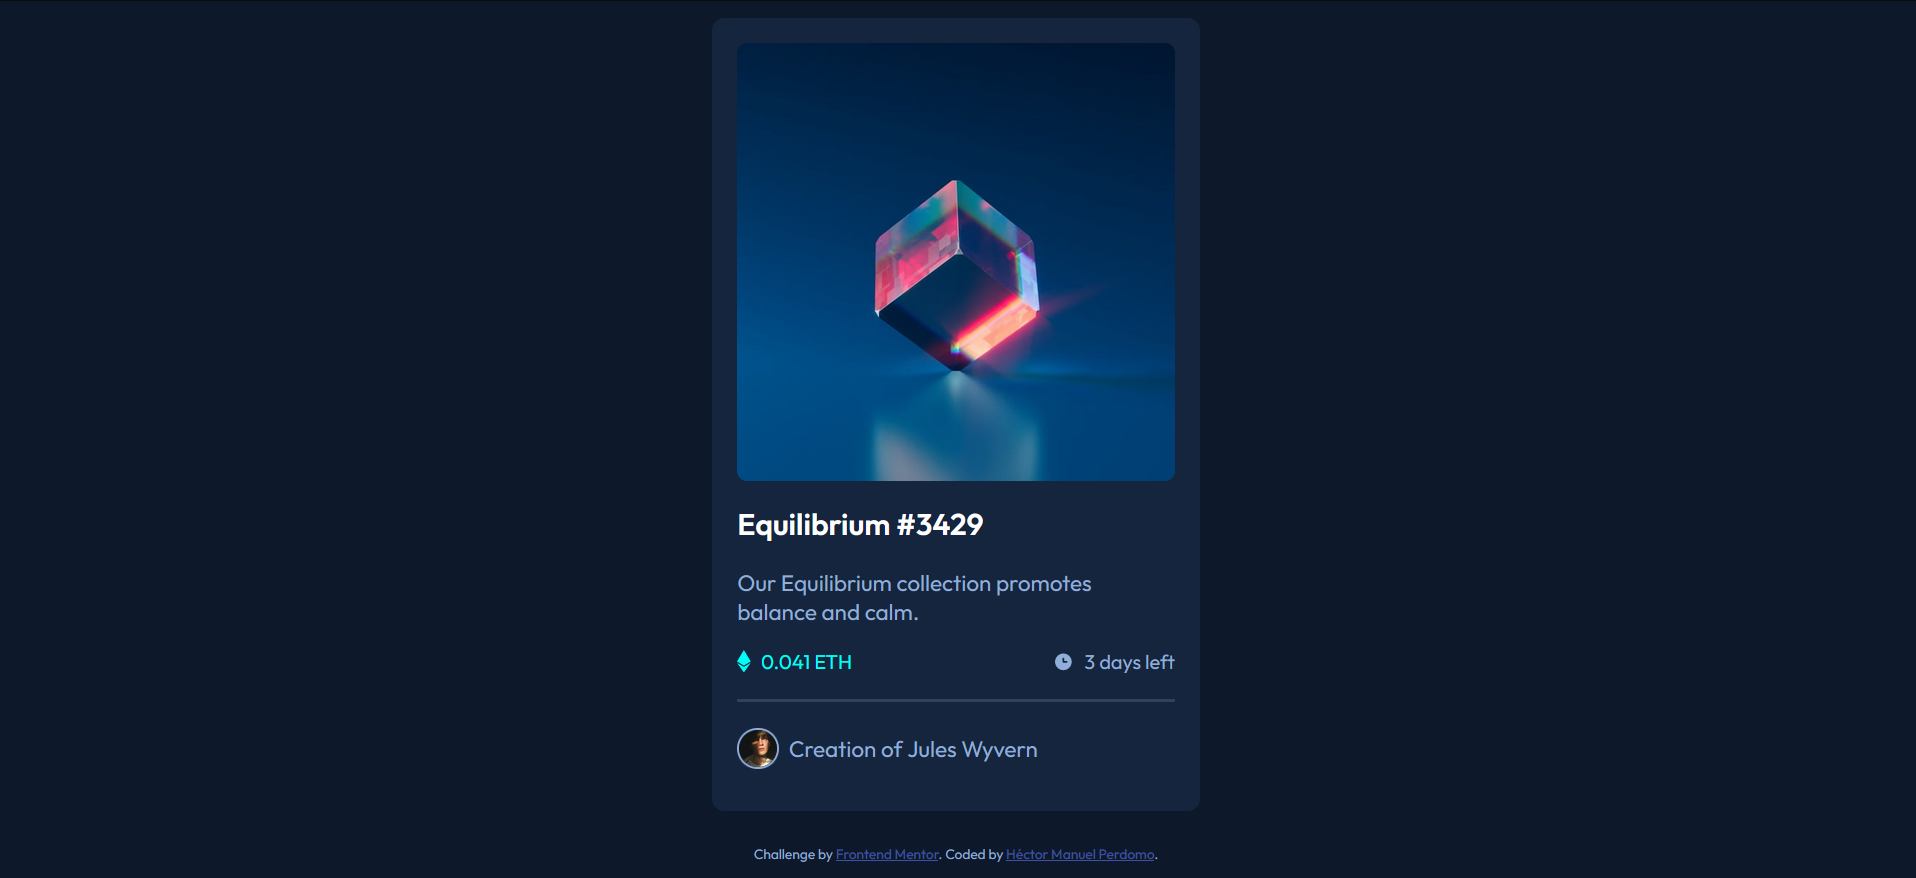 Equilibrium #3429
Our Equilibrium collection promotes
balance and calm.
0.041 ETH
3 days left
Creation of Jules Wyvern
Challenge by Frontend Mentor. Coded by Héctor Manuel Perdomo.